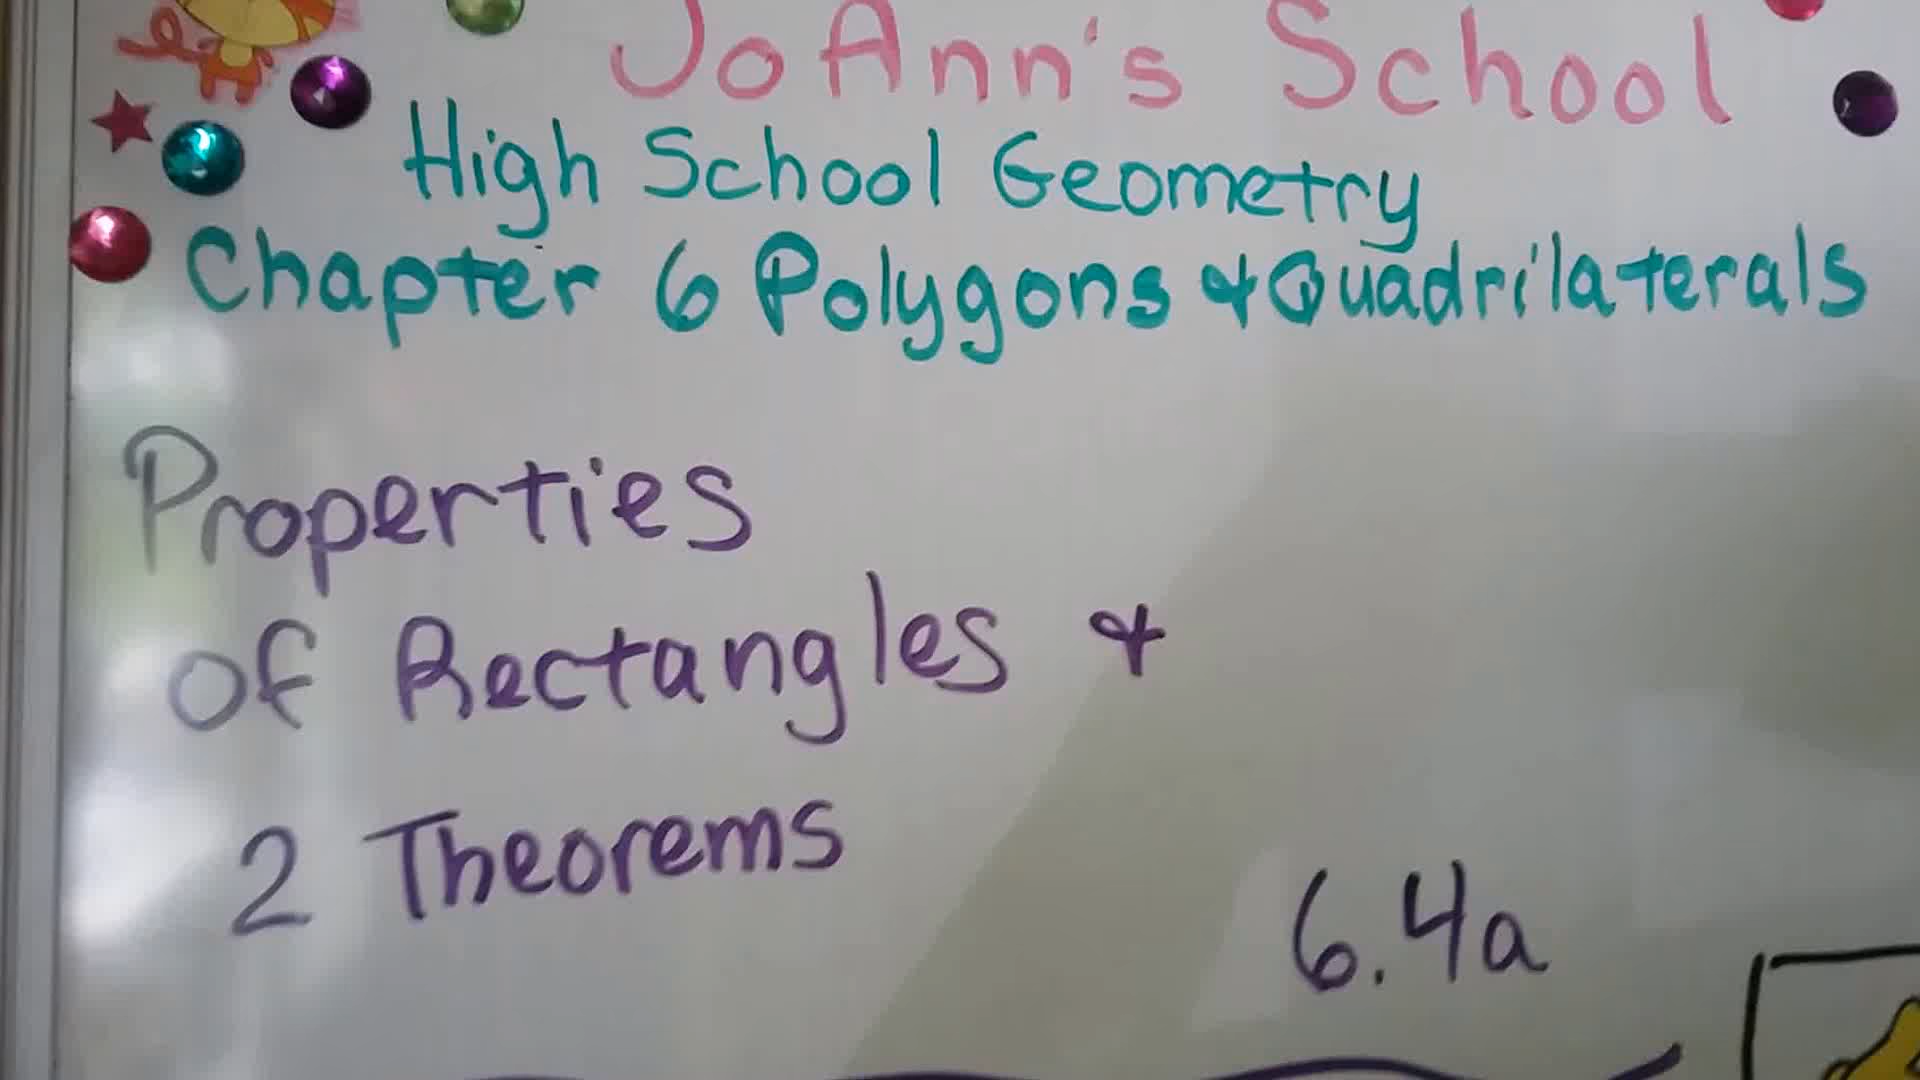 JoAnn's School
High School Geometry
Chapter 6 Polygons & Quadrilaterals
Properties
of Rectangles &
2 Theorems
6.4a